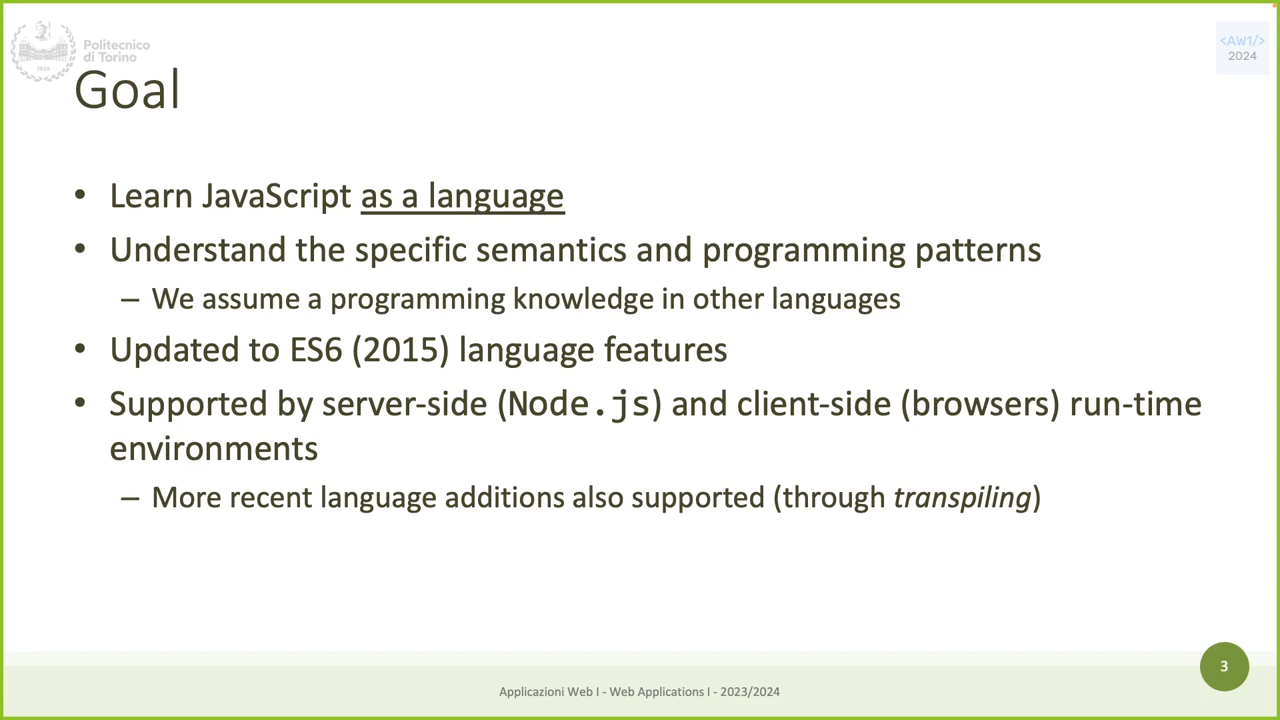 Politecnico
di Torino
1859
<AW1/>
2024
Goal
• Learn JavaScript as a language
• Understand the specific semantics and programming patterns
– We assume a programming knowledge in other languages
• Updated to ES6 (2015) language features
• Supported by server-side (Node.js) and client-side (browsers) run-time
environments
– More recent language additions also supported (through transpiling)
3
Applicazioni Web I - Web Applications I - 2023/2024